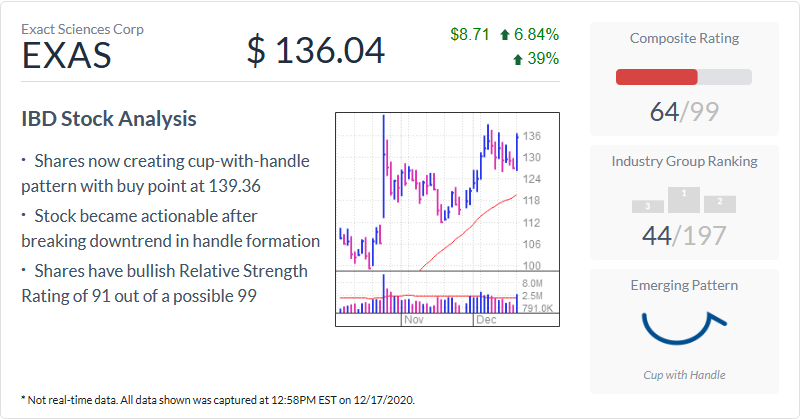 Exact Sciences Corp
EXAS
$ 136.04
$8.71 6.84%
39%
IBD Stock Analysis
· Shares now creating cup-with-handle
pattern with buy point at 139.36
· Stock became actionable after
breaking downtrend in handle formation
· Shares have bullish Relative Strength
Rating of 91 out of a possible 99
136
130
124
118
112
106
100
8.0M
2.5M
791.0K
Nov Dec
Composite Rating
64/99
Industry Group Ranking
3 1 2
44/197
Emerging Pattern
Cup with Handle
* Not real-time data. All data shown was captured at 12:58PM EST on 12/17/2020.